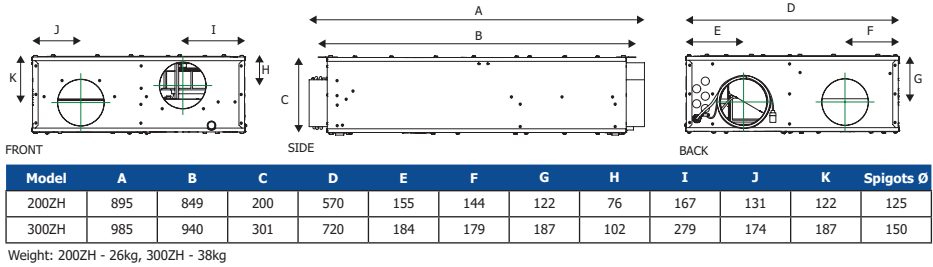 A
D
J
I
B
E
F
K
H
C
G
FRONT
SIDE
BACK
Model A B C D E F G H I J K Spigots Ø
200ZH 895 849 200 570 155 144 122 76 167 131 122 125
300ZH 985 940 301 720 184 179 187 102 279 174 187 150
Weight: 200ZH - 26kg, 300ZH - 38kg